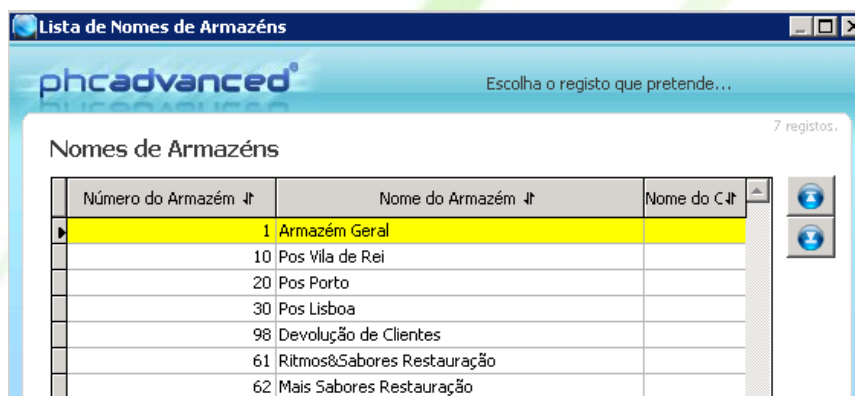 Lista de Nomes de Armazéns
phcadvanced®
Escolha o registo que pretende...
7 registos.
Nomes de Armazéns
Número do Armazém Nome do Armazém Nome do C
1 Armazém Geral
10 Pos Vila de Rei
20 Pos Porto
30 Pos Lisboa
98 Devolução de Clientes
61 Ritmos&Sabores Restauração
62 Mais Sabores Restauração